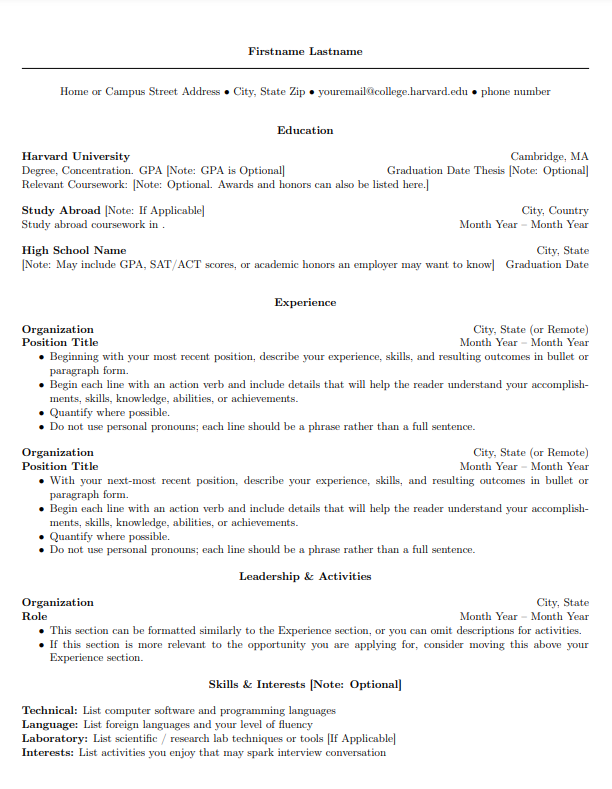 Firstname Lastname
Home or Campus Street Address • City, State Zip • youremail@college.harvard.edu • phone number
Education
Harvard University Cambridge, MA
Degree, Concentration. GPA [Note: GPA is Optional] Graduation Date Thesis [Note: Optional]
Relevant Coursework: [Note: Optional. Awards and honors can also be listed here.]
Study Abroad [Note: If Applicable] City, Country
Study abroad coursework in . Month Year – Month Year
High School Name City, State
[Note: May include GPA, SAT/ACT scores, or academic honors an employer may want to know] Graduation Date
Experience
Organization City, State (or Remote)
Position Title Month Year – Month Year
• Beginning with your most recent position, describe your experience, skills, and resulting outcomes in bullet or
paragraph form.
• Begin each line with an action verb and include details that will help the reader understand your accomplish-
ments, skills, knowledge, abilities, or achievements.
• Quantify where possible.
• Do not use personal pronouns; each line should be a phrase rather than a full sentence.
Organization City, State (or Remote)
Position Title Month Year – Month Year
• With your next-most recent position, describe your experience, skills, and resulting outcomes in bullet or
paragraph form.
• Begin each line with an action verb and include details that will help the reader understand your accomplish-
ments, skills, knowledge, abilities, or achievements.
• Quantify where possible.
• Do not use personal pronouns; each line should be a phrase rather than a full sentence.
Leadership & Activities
Organization City, State
Role Month Year – Month Year
• This section can be formatted similarly to the Experience section, or you can omit descriptions for activities.
• If this section is more relevant to the opportunity you are applying for, consider moving this above your
Experience section.
Skills & Interests [Note: Optional]
Technical: List computer software and programming languages
Language: List foreign languages and your level of fluency
Laboratory: List scientific / research lab techniques or tools [If Applicable]
Interests: List activities you enjoy that may spark interview conversation